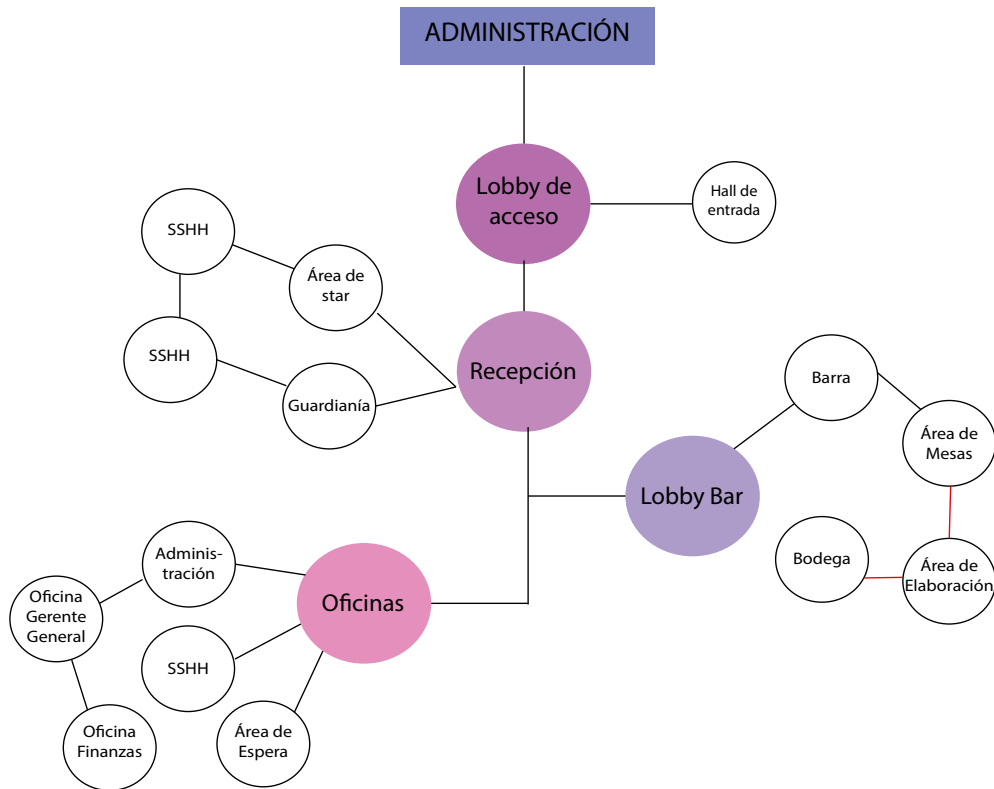 ADMINISTRACIÓN
Lobby de
acceso
Hall de
entrada
SSHH
Área de
star
SSHH
Guardianía
Recepción
Barra
Área de
Mesas
Lobby Bar
Bodega
Área de
Elaboración
Adminis-
tración
Oficina
Gerente
General
Oficinas
SSHH
Oficina
Finanzas
Área de
Espera